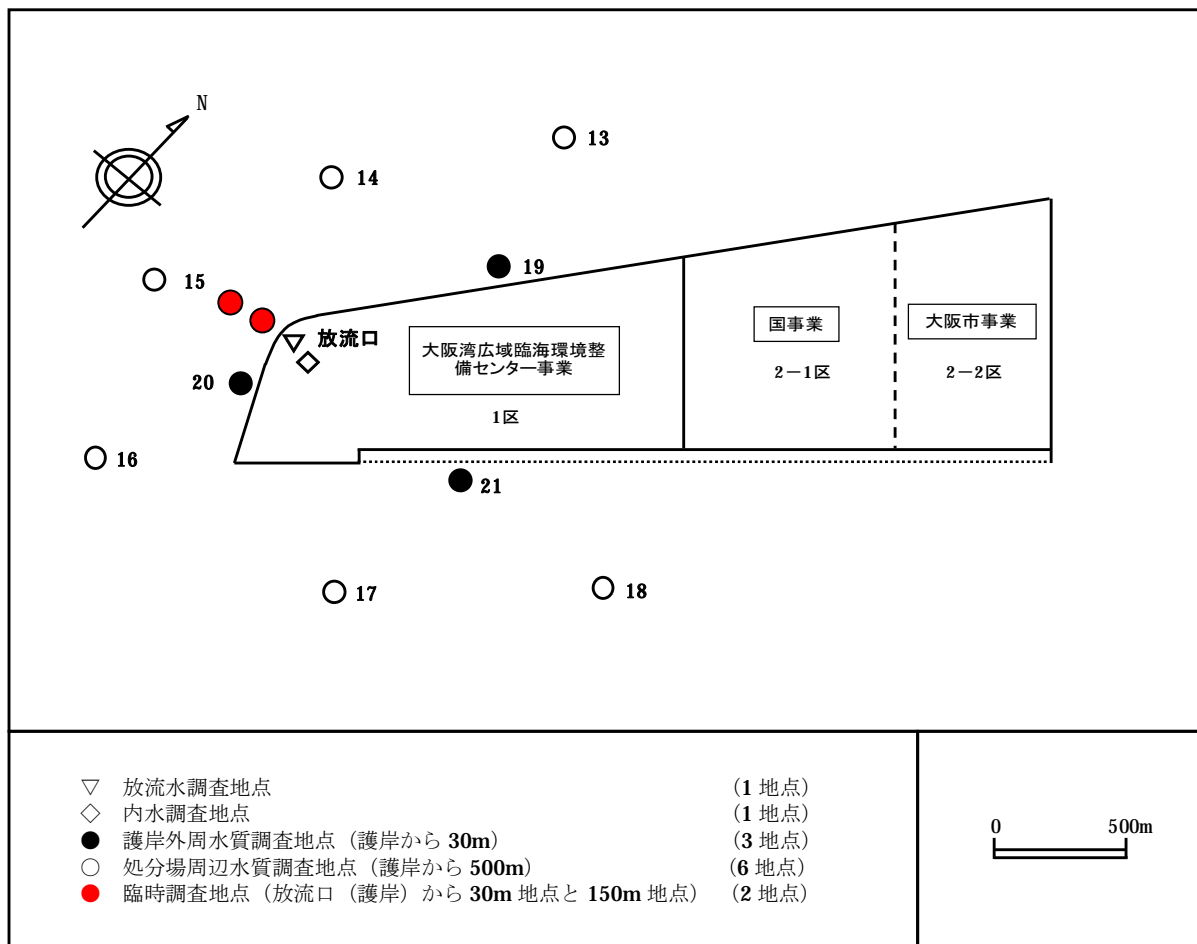 N
13
14
15
19
放流口
20
大阪湾広域臨海環境整
備センター事業
1区
国事業
2－1区
大阪市事業
2－2区
16
21
17
18
放流水調査地点 (1 地点)
内水調査地点 (1 地点)
護岸外周水質調査地点（護岸から 30m） (3 地点)
処分場周辺水質調査地点（護岸から 500m） (6 地点)
臨時調査地点（放流口（護岸）から 30m 地点と 150m 地点） (2 地点)
0 500m